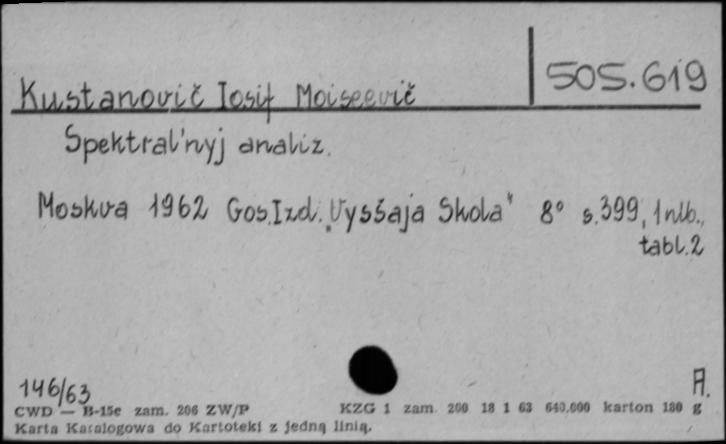 505.619
Kustanovič Iosif Moiseevič
Spektral'nyj analiz.
Moskva 1962 Gos.Izd. „Vysšaja Skola" 8° s.399, 1 nlb.,
tabl.2
146/63
A.
CWD — B-15c zam. 206 ZW/P KZG 1 zam. 200 18 1 63 640.000 karton 180 g
Karta Katalogowa do Kartoteki z jedną linią.